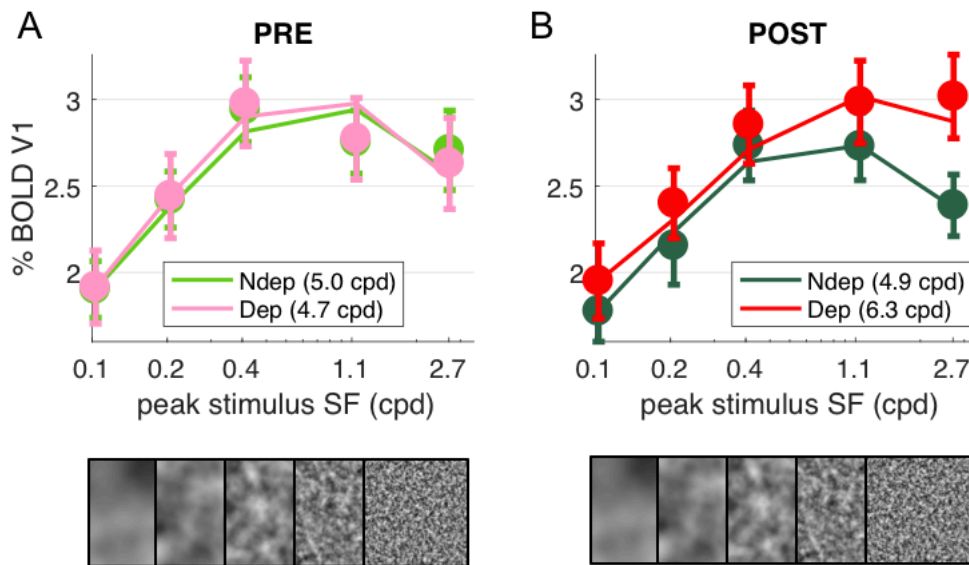 A
PRE
% BOLD V1
3
2.5
2
Ndep (5.0 cpd)
Dep (4.7 cpd)
0.1 0.2 0.4 1.1 2.7
peak stimulus SF (cpd)
B
POST
3
2.5
2
Ndep (4.9 cpd)
Dep (6.3 cpd)
0.1 0.2 0.4 1.1 2.7
peak stimulus SF (cpd)